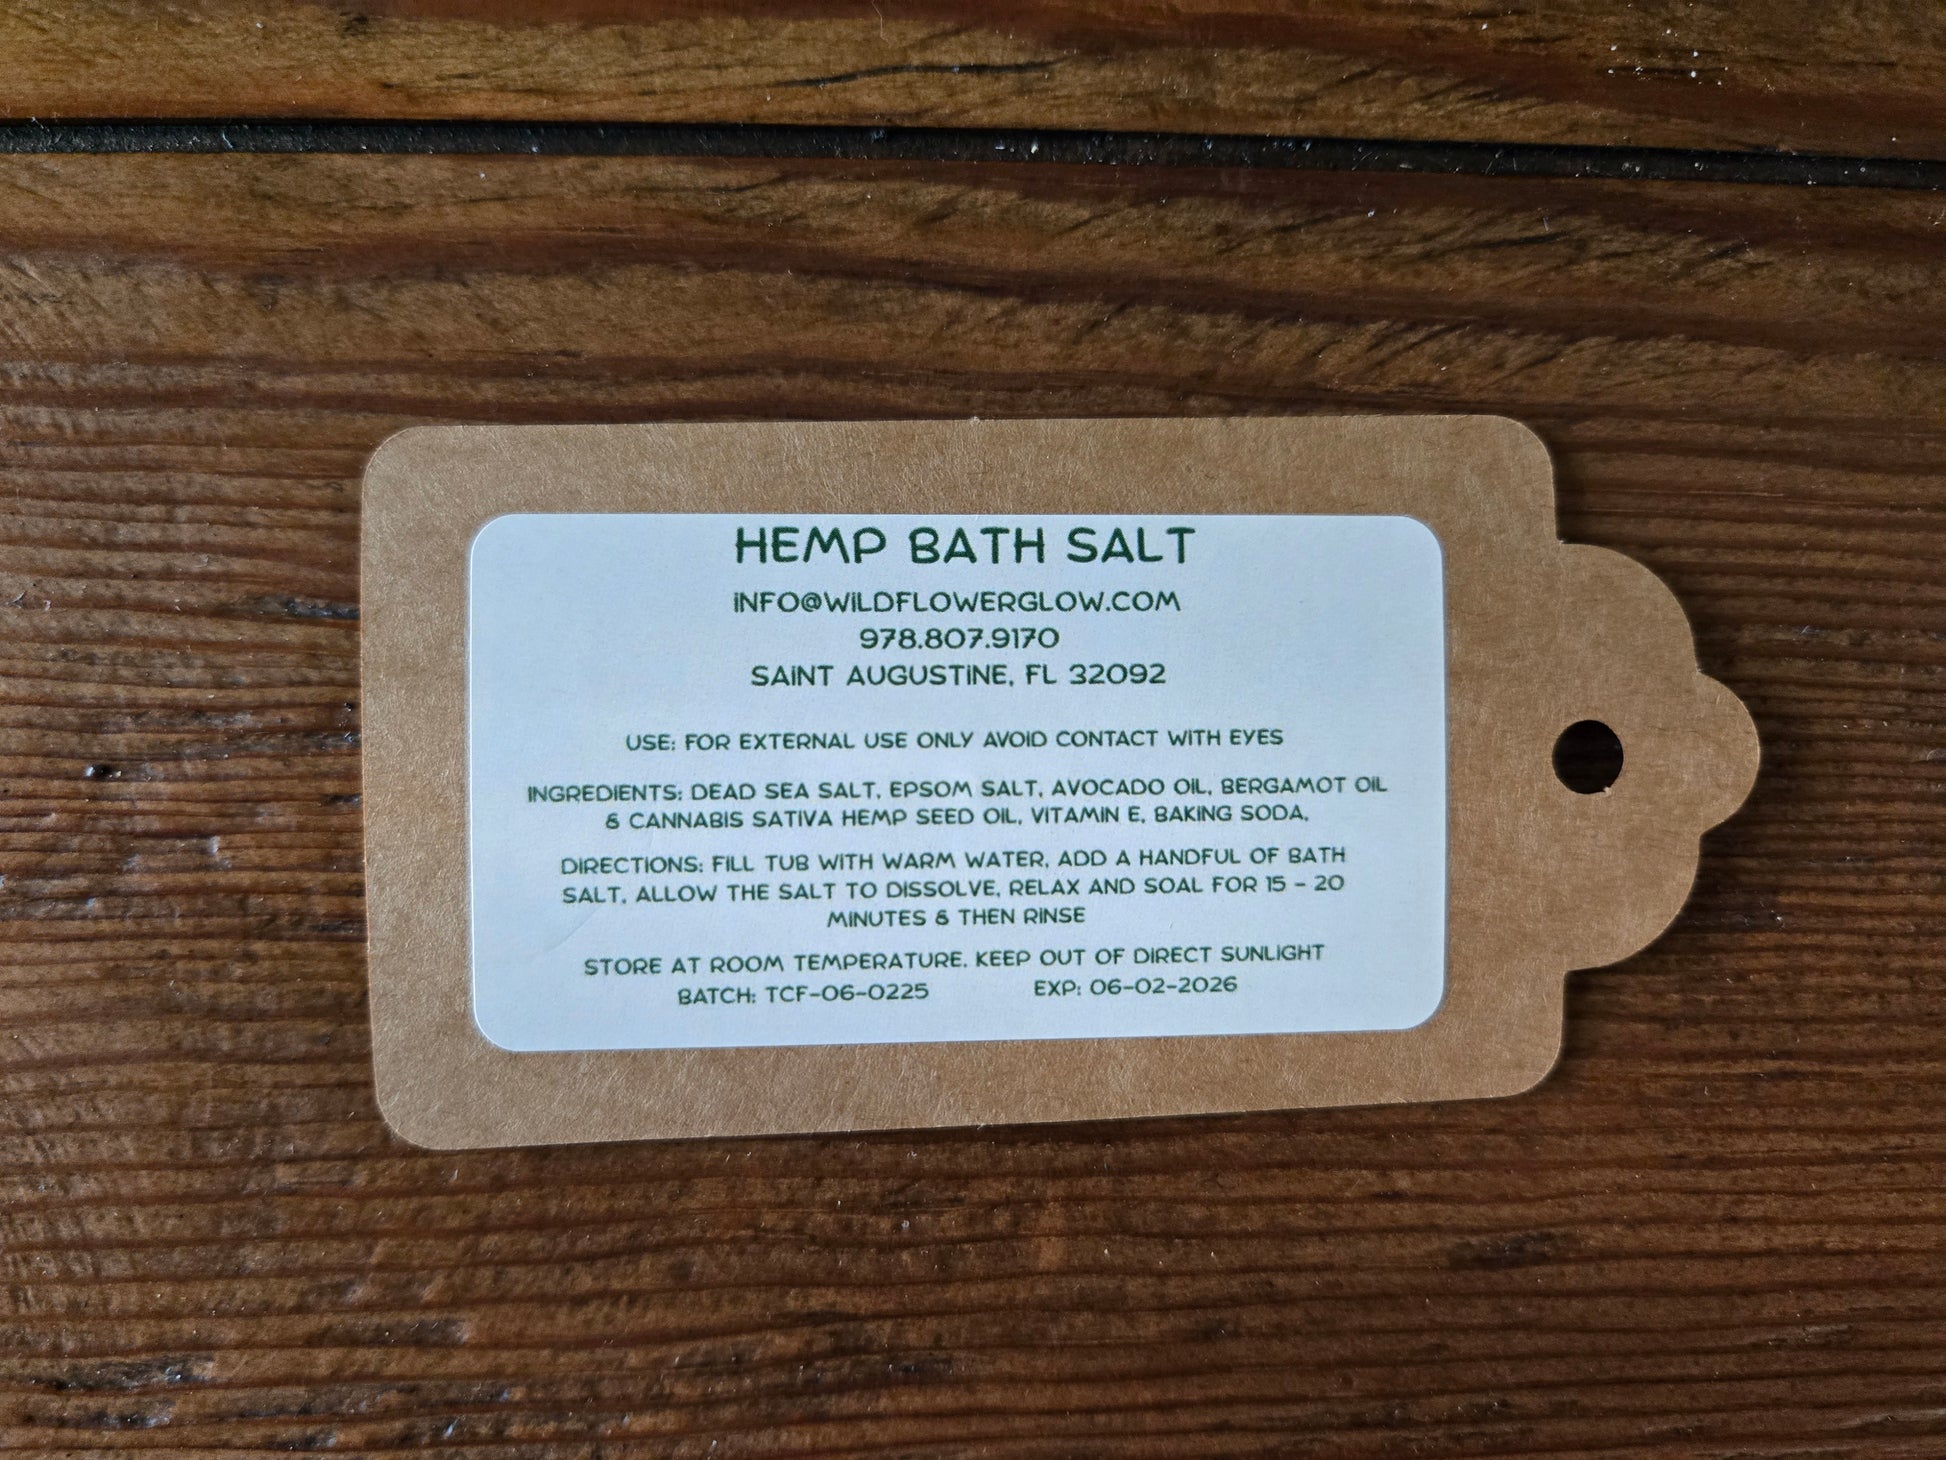 HEMP BATH SALT
INFO@WILDFLOWERGLOW.COM
978.807.9170
SAINT AUGUSTINE, FL 32092
USE: FOR EXTERNAL USE ONLY AVOID CONTACT WITH EYES
INGREDIENTS: DEAD SEA SALT, EPSOM SALT, AVOCADO OIL, BERGAMOT OIL
& CANNABIS SATIVA HEMP SEED OIL, VITAMIN E, BAKING SODA,
DIRECTIONS: FILL TUB WITH WARM WATER, ADD A HANDFUL OF BATH
SALT, ALLOW THE SALT TO DISSOLVE, RELAX AND SOAL FOR 15 - 20
MINUTES & THEN RINSE
STORE AT ROOM TEMPERATURE. KEEP OUT OF DIRECT SUNLIGHT
BATCH: TCF-06-0225 EXP: 06-02-2026